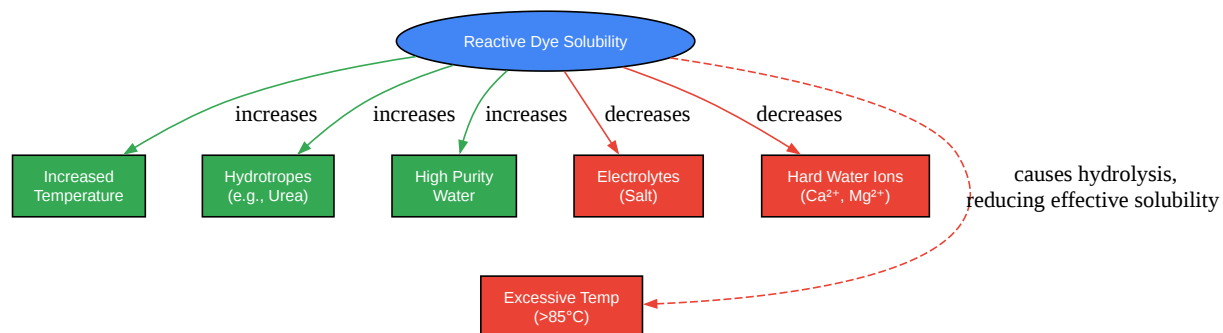 Reactive Dye Solubility
increases
increases
increases
decreases
decreases
Increased
Temperature
Hydrotropes
(e.g., Urea)
High Purity
Water
Electrolytes
(Salt)
Hard Water Ions
(Ca²⁺, Mg²⁺)
causes hydrolysis,
reducing effective solubility
Excessive Temp
(>85°C)